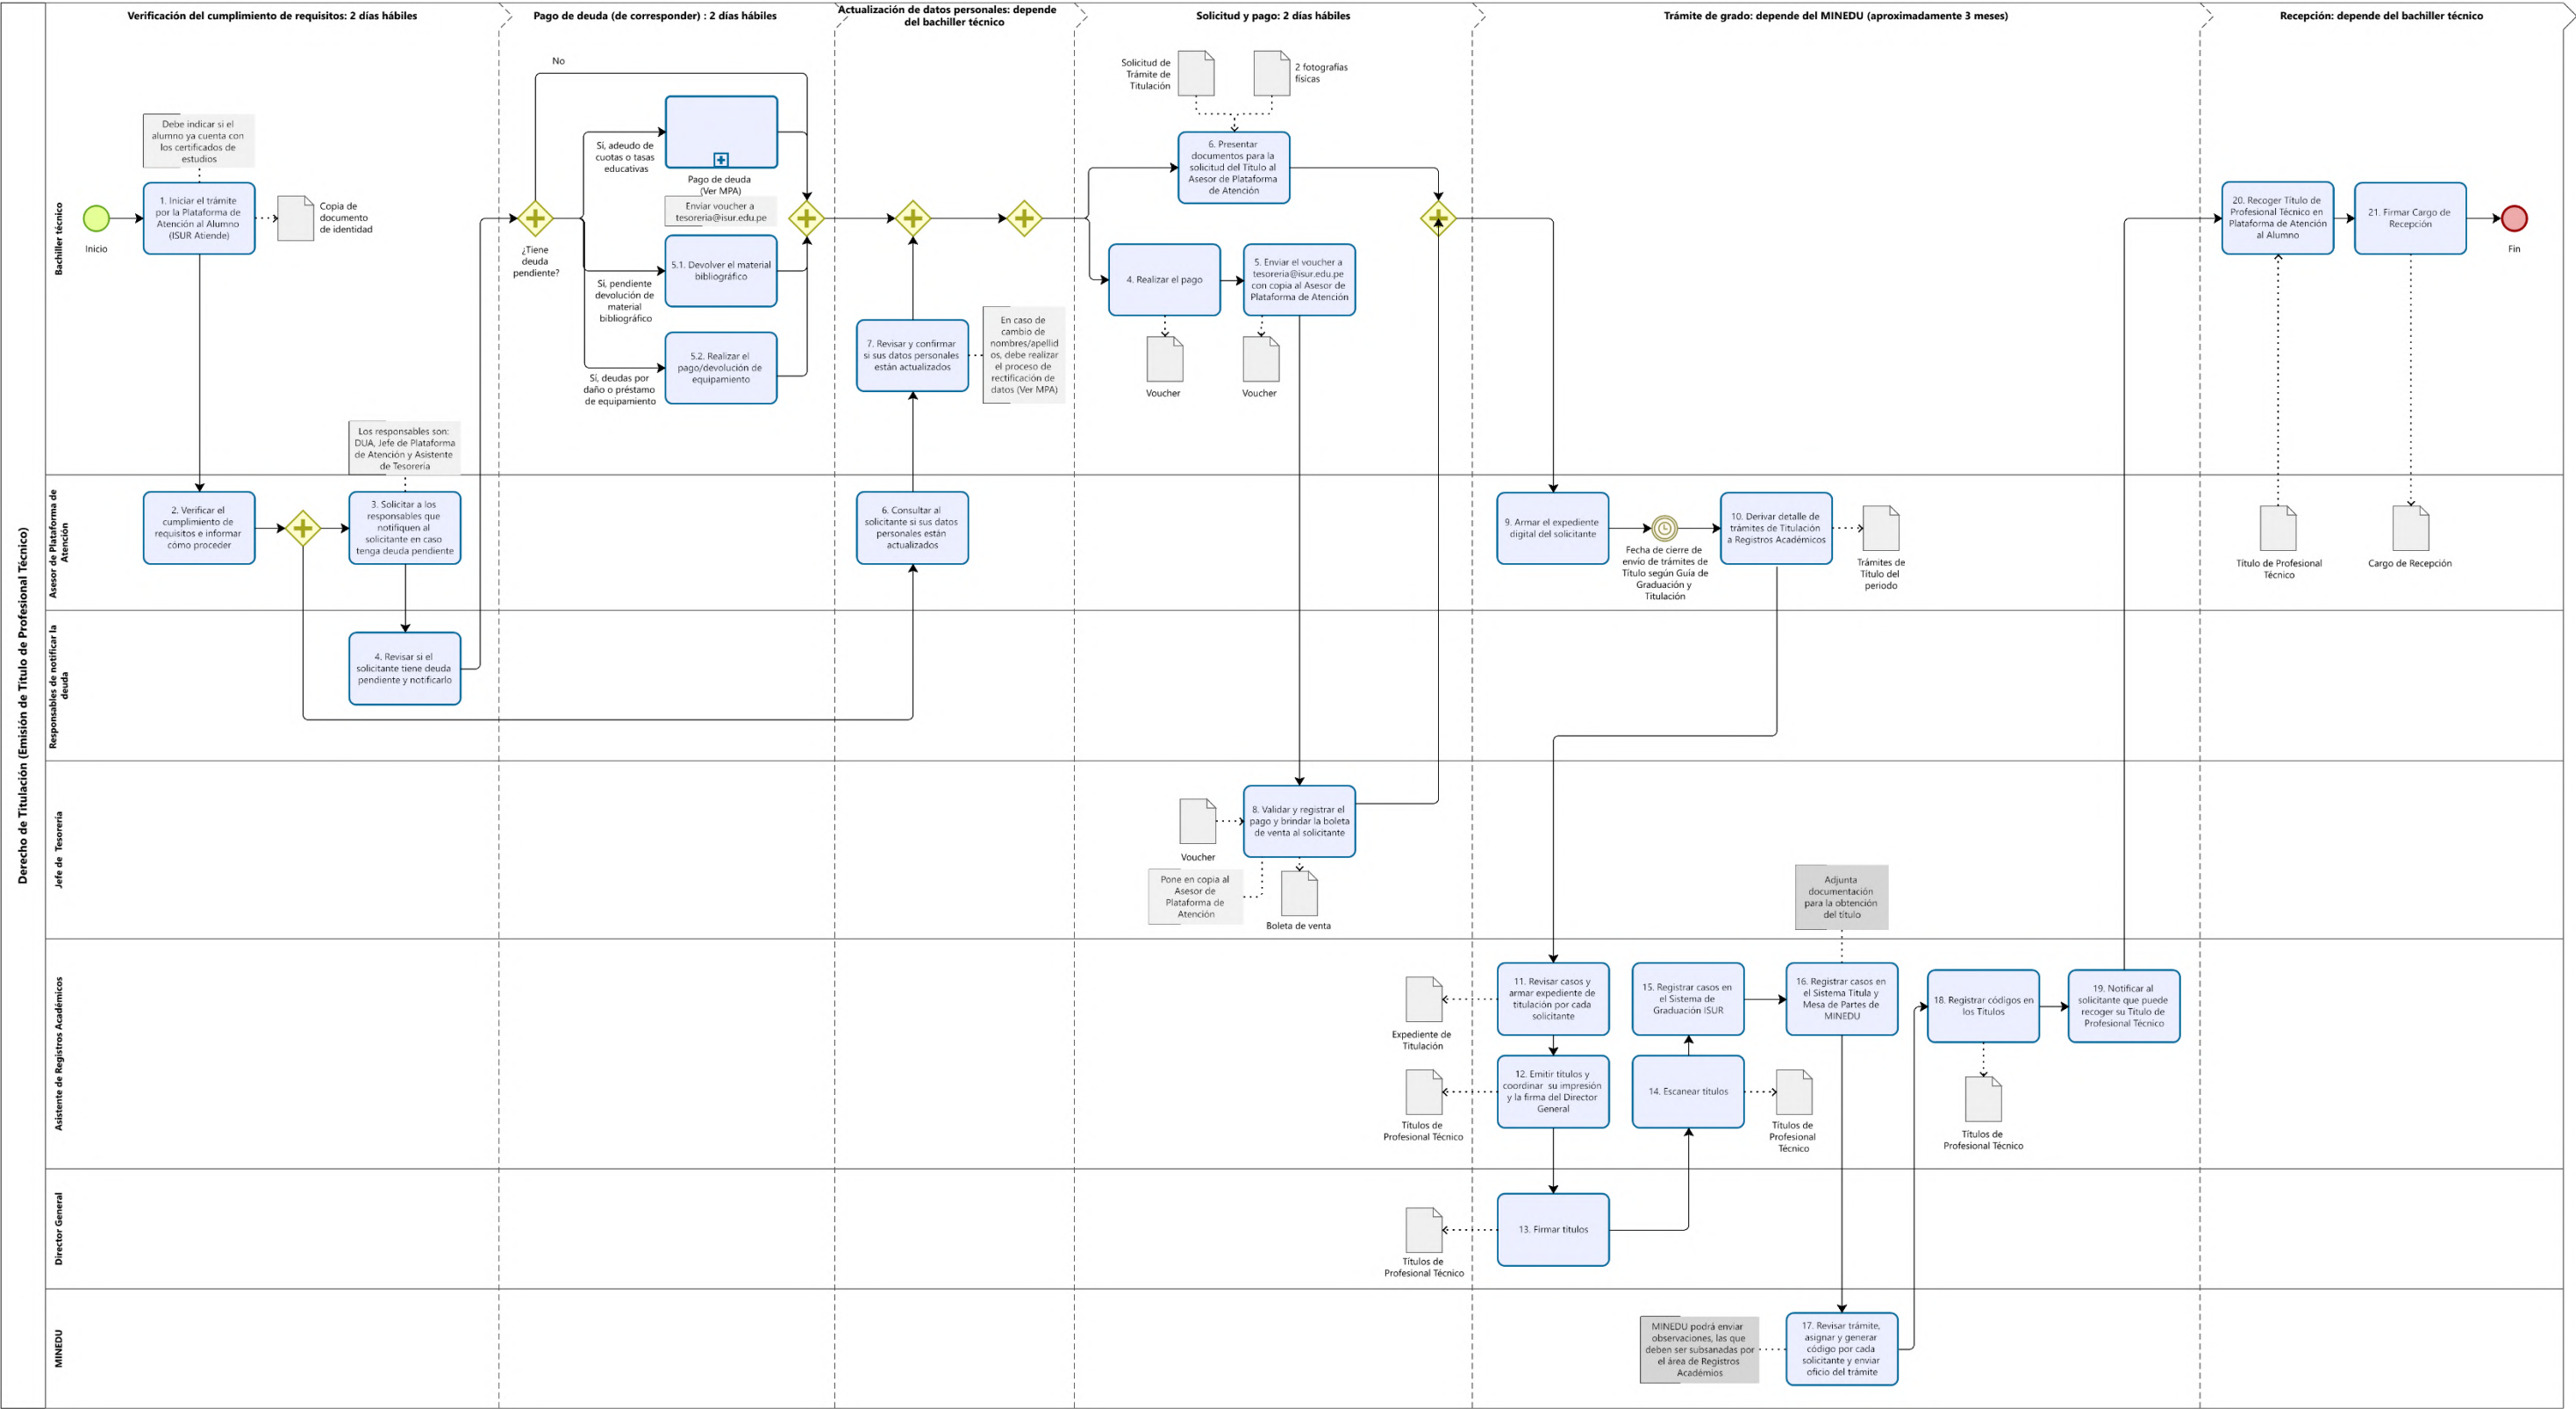 Derecho de Titulación (Emisión de Título de Profesional Técnico)
Verificación del cumplimiento de requisitos: 2 días hábiles
Pago de deuda (de corresponder) : 2 días hábiles
Actualización de datos personales: depende
del bachiller técnico
Solicitud y pago: 2 días hábiles
Trámite de grado: depende del MINEDU (aproximadamente 3 meses)
Recepción: depende del bachiller técnico
Bachiller técnico
Inicio
Debe indicar si el
alumno ya cuenta con
los certificados de
estudios
1. Iniciar el trámite
por la Plataforma de
Atención al Alumno
(ISUR Atiende)
Copia de
documento
de identidad
No
¿Tiene
deuda
pendiente?
Sí, adeudo de
cuotas o tasas
educativas
Pago de deuda
(Ver MPA)
Enviar voucher a
tesoreria@isur.edu.pe
5.1. Devolver el material
bibliográfico
Sí, pendiente
devolución de
material
bibliográfico
5.2. Realizar el
pago/devolución de
equipamiento
Sí, deudas por
daño o préstamo
de equipamiento
7. Revisar y confirmar
si sus datos personales
están actualizados
En caso de
cambio de
nombres/apellid
os, debe realizar
el proceso de
rectificación de
datos (Ver MPA)
Solicitud de
Trámite de
Titulación
2 fotografías
físicas
6. Presentar
documentos para la
solicitud del Título al
Asesor de Plataforma
de Atención
4. Realizar el pago
5. Enviar el voucher a
tesoreria@isur.edu.pe
con copia al Asesor de
Plataforma de Atención
Voucher
Voucher
20. Recoger Título de
Profesional Técnico en
Plataforma de Atención
al Alumno
21. Firmar Cargo de
Recepción
Fin
Asesor de Plataforma de
Atención
Los responsables son:
DUA, Jefe de Plataforma
de Atención y Asistente
de Tesorería
2. Verificar el
cumplimiento de
requisitos e informar
cómo proceder
3. Solicitar a los
responsables que
notifiquen al
solicitante en caso
tenga deuda pendiente
6. Consultar al
solicitante si sus datos
personales están
actualizados
9. Armar el expediente
digital del solicitante
Fecha de cierre de
envío de trámites de
Título según Guía de
Graduación y
Titulación
10. Derivar detalle de
trámites de Titulación
a Registros Académicos
Trámites de
Título del
periodo
Título de Profesional
Técnico
Cargo de Recepción
Responsables de notificar la
deuda
4. Revisar si el
solicitante tiene deuda
pendiente y notificarlo
Jefe de Tesorería
8. Validar y registrar el
pago y brindar la boleta
de venta al solicitante
Voucher
Pone en copia al
Asesor de
Plataforma de
Atención
Boleta de venta
Asistente de Registros Académicos
Adjunta
documentación
para la obtención
del título
11. Revisar casos y
armar expediente de
titulación por cada
solicitante
Expediente de
Titulación
12. Emitir títulos y
coordinar su impresión
y la firma del Director
General
Títulos de
Profesional Técnico
15. Registrar casos en
el Sistema de
Graduación ISUR
14. Escanear títulos
Títulos de
Profesional
Técnico
16. Registrar casos en
el Sistema Titula y
Mesa de Partes de
MINEDU
18. Registrar códigos en
los Títulos
Títulos de
Profesional Técnico
19. Notificar al
solicitante que puede
recoger su Título de
Profesional Técnico
Director General
13. Firmar títulos
Títulos de
Profesional Técnico
MINEDU
MINEDU podrá enviar
observaciones, las que
deben ser subsanadas por
el área de Registros
Académios
17. Revisar trámite,
asignar y generar
código por cada
solicitante y enviar
oficio del trámite